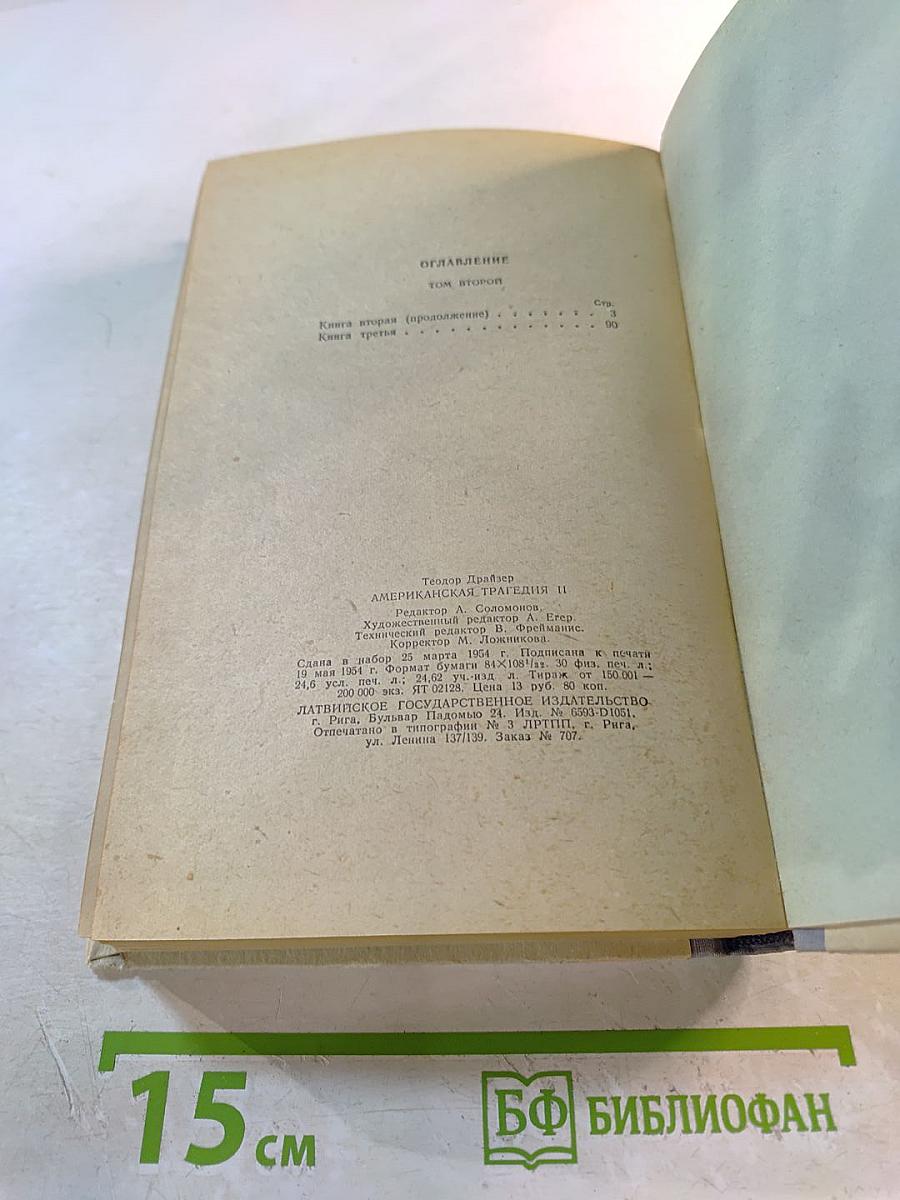 ОГЛАВЛЕНИЕ
ТОМ ВТОРОЙ
Стр.
Книга вторая (продолжение) . . . . . . . 3
Книга третья . . . . . . . . . . . . . 90
Теодор Драйзер
АМЕРИКАНСКАЯ ТРАГЕДИЯ II
Редактор А. Соломонов.
Художественный редактор А. Егер.
Технический редактор В. Фрейманис.
Корректор М. Ложникова.
Сдана в набор 25 марта 1954 г. Подписана к печати
19 мая 1954 г. Формат бумаги 84×108¹/₃₂. 30 физ. печ. л.;
24,6 усл. печ. л.; 24,62 уч.-изд л. Тираж от 150.001 —
200 000 экз. ЯТ 02128. Цена 13 руб. 80 коп.
ЛАТВИЙСКОЕ ГОСУДАРСТВЕННОЕ ИЗДАТЕЛЬСТВО
г. Рига, Бульвар Падомью 24. Изд. № 6593-D1051.
Отпечатано в типографии № 3 ЛРТПП, г. Рига,
ул. Ленина 137/139. Заказ № 707.
15 см
БФ БИБЛИОФАН